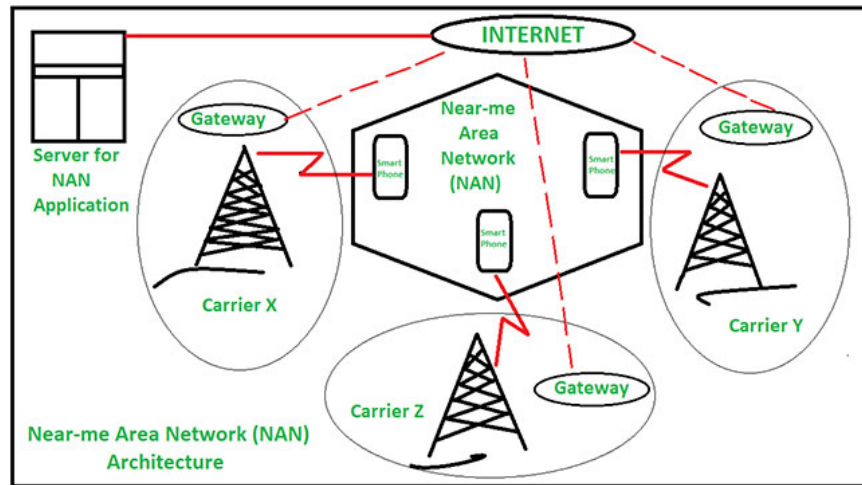 INTERNET
Gateway
Near-me
Area
Network
(NAN)
Gateway
Server for
NAN
Application
Smart
Phone
Smart
Phone
Smart
Phone
Carrier X
Carrier Y
Gateway
Carrier Z
Near-me Area Network (NAN)
Architecture